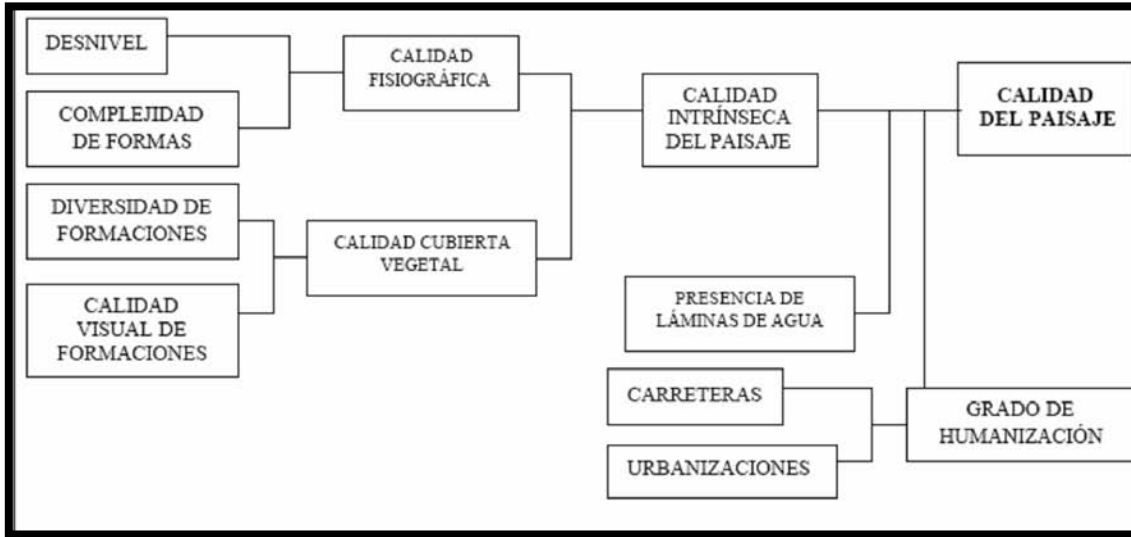 DESNIVEL
COMPLEJIDAD
DE FORMAS
DIVERSIDAD DE
FORMACIONES
CALIDAD
VISUAL DE
FORMACIONES
CALIDAD
FISIOGRÁFICA
CALIDAD CUBIERTA
VEGETAL
CALIDAD
INTRÍNSECA
DEL PAISAJE
PRESENCIA DE
LÁMINAS DE AGUA
CARRETERAS
URBANIZACIONES
CALIDAD
DEL PAISAJE
GRADO DE
HUMANIZACIÓN